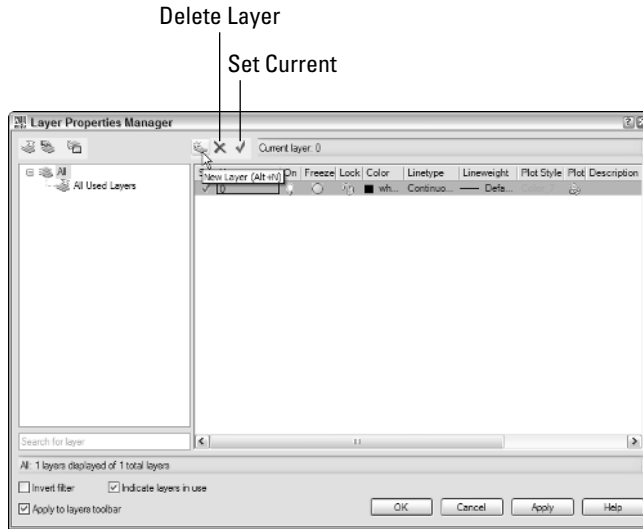 Delete Layer
Set Current
Layer Properties Manager
Current layer: 0
All
All Used Layers
New Layer (Alt+N)
On Freeze Lock Color Linetype Lineweight Plot Style Plot Description
0 wh... Continuo... Defa... Color_7
Search for layer
All: 1 layers displayed of 1 total layers
Invert filter Indicate layers in use
Apply to layers toolbar
OK Cancel Apply Help